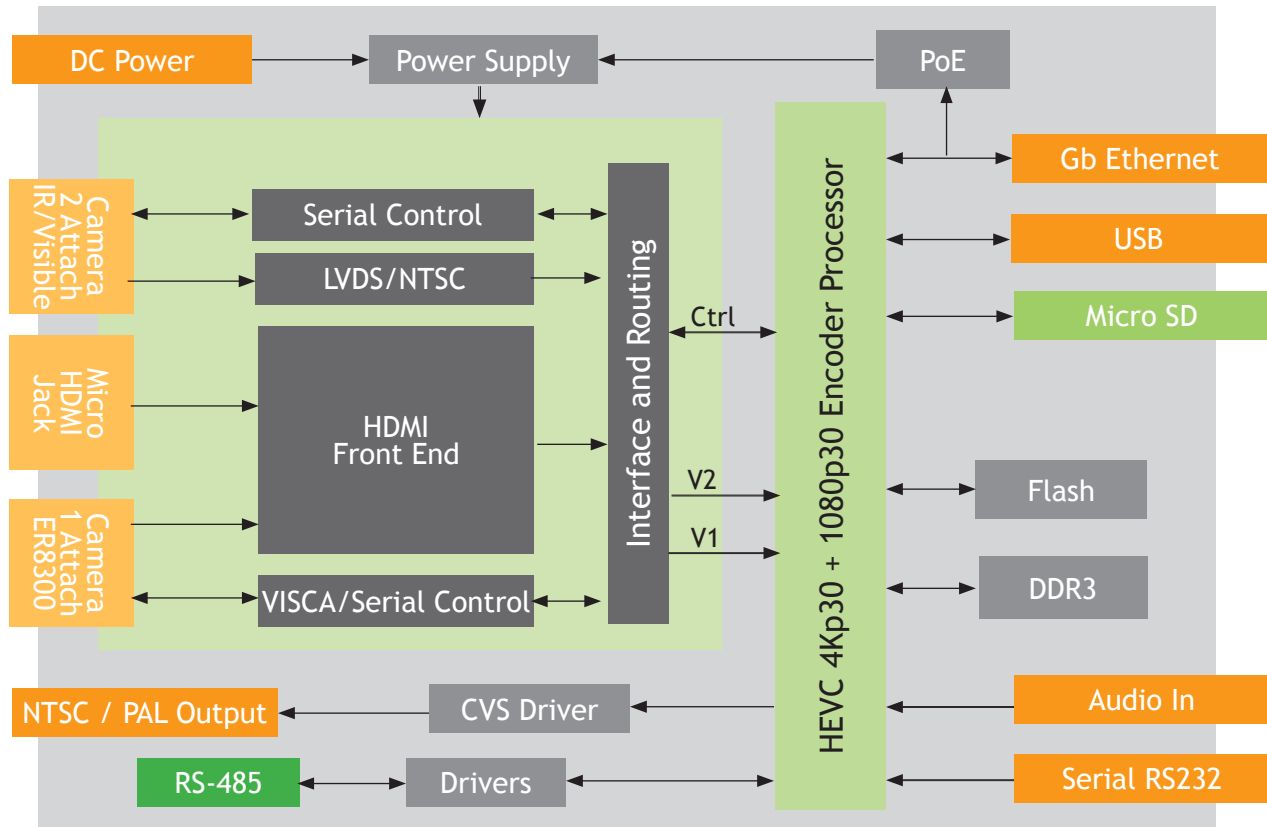 DC Power
Power Supply
PoE
Gb Ethernet
USB
Micro SD
Camera
2 Attach
IR/Visible
Serial Control
LVDS/NTSC
Micro
HDMI
Jack
HDMI
Front End
Camera
1 Attach
ER8300
VISCA/Serial Control
Interface and Routing
Ctrl
V2
V1
HEVC 4Kp30 + 1080p30 Encoder Processor
Flash
DDR3
NTSC / PAL Output
CVS Driver
Audio In
RS-485
Drivers
Serial RS232